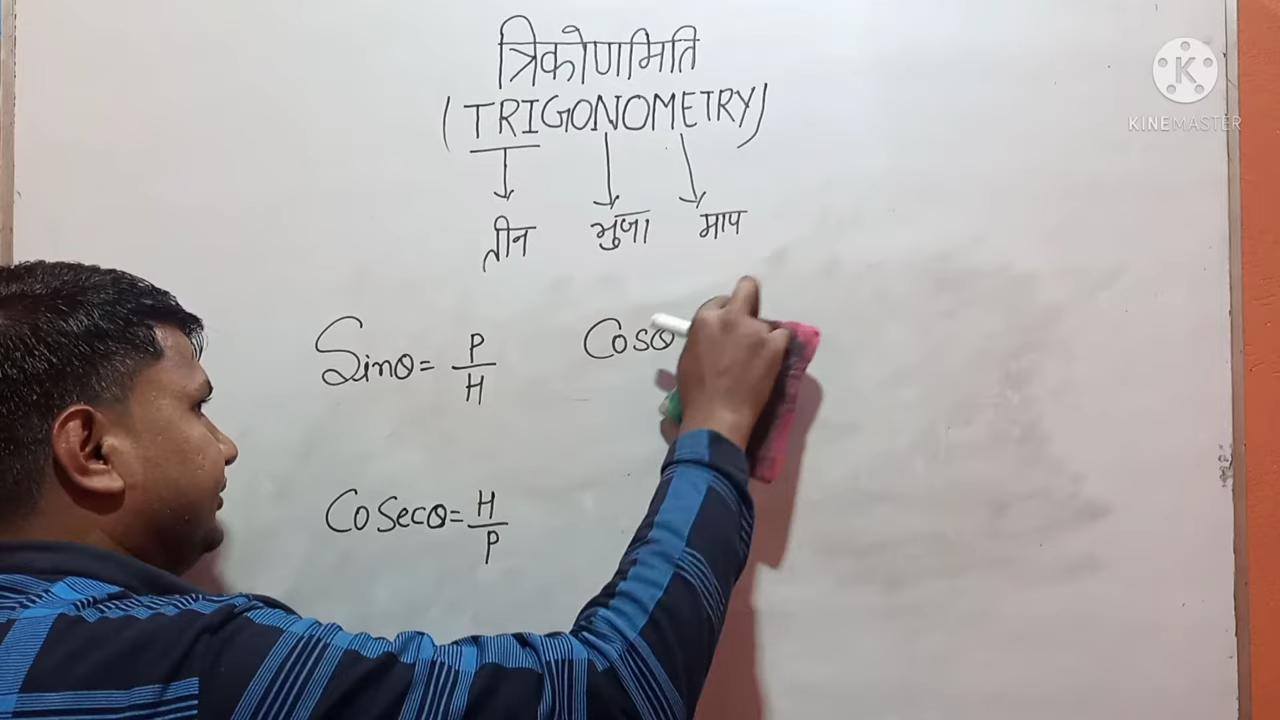 त्रिकोणमिति
(TRIGONOMETRY)
तीन भुजा माप
Sinθ = P/H Cosθ
Cosecθ = H/P
K
KINEMASTER